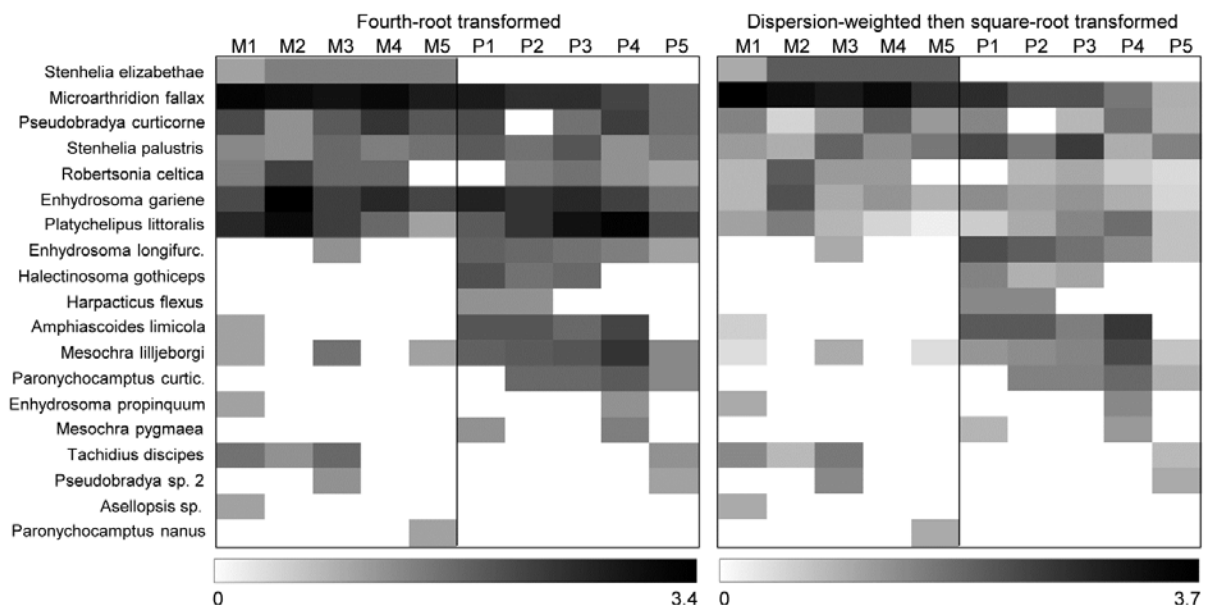 Fourth-root transformed
Dispersion-weighted then square-root transformed
M1 M2 M3 M4 M5 P1 P2 P3 P4 P5
M1 M2 M3 M4 M5 P1 P2 P3 P4 P5
Stenhelia elizabethae
Microarthridion fallax
Pseudobradya curticorne
Stenhelia palustris
Robertsonia celtica
Enhydrosoma gariene
Platychelipus littoralis
Enhydrosoma longifurc.
Halectinosoma gothiceps
Harpacticus flexus
Amphiascoides limicola
Mesochra lilljeborgi
Paronychocamptus curtic.
Enhydrosoma propinquum
Mesochra pygmaea
Tachidius discipes
Pseudobradya sp. 2
Asellopsis sp.
Paronychocamptus nanus
0 3.4
0 3.7